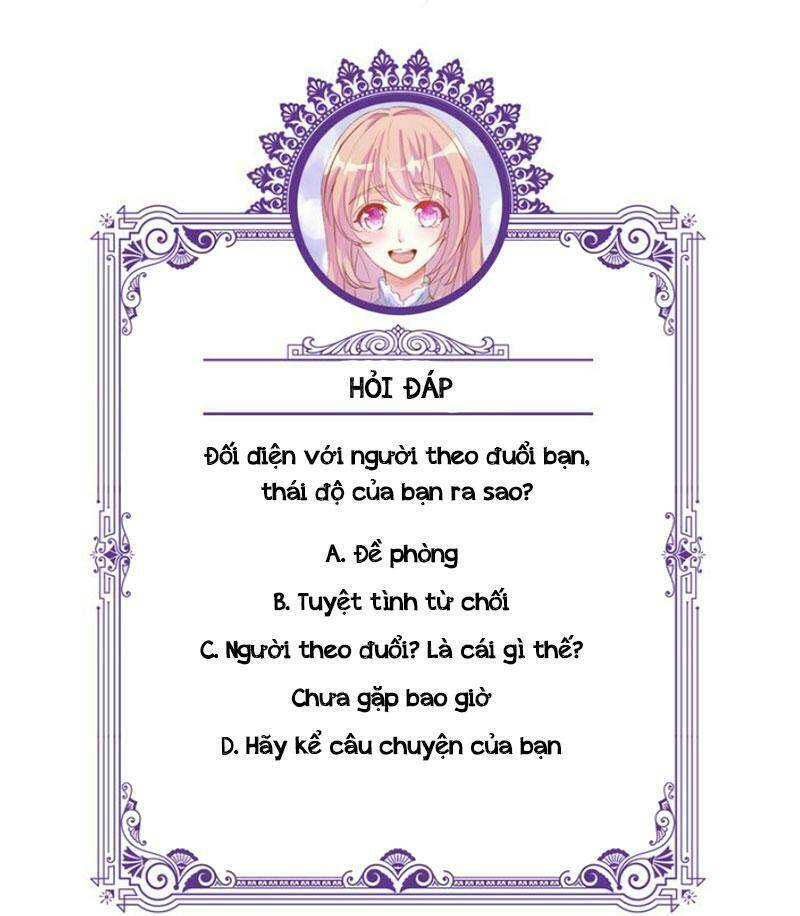 HỎI ĐÁP
Đối diện với người theo đuổi bạn,
thái độ của bạn ra sao?
A. Đề phòng
B. Tuyệt tình từ chối
C. Người theo đuổi? Là cái gì thế?
Chưa gặp bao giờ
D. Hãy kể câu chuyện của bạn